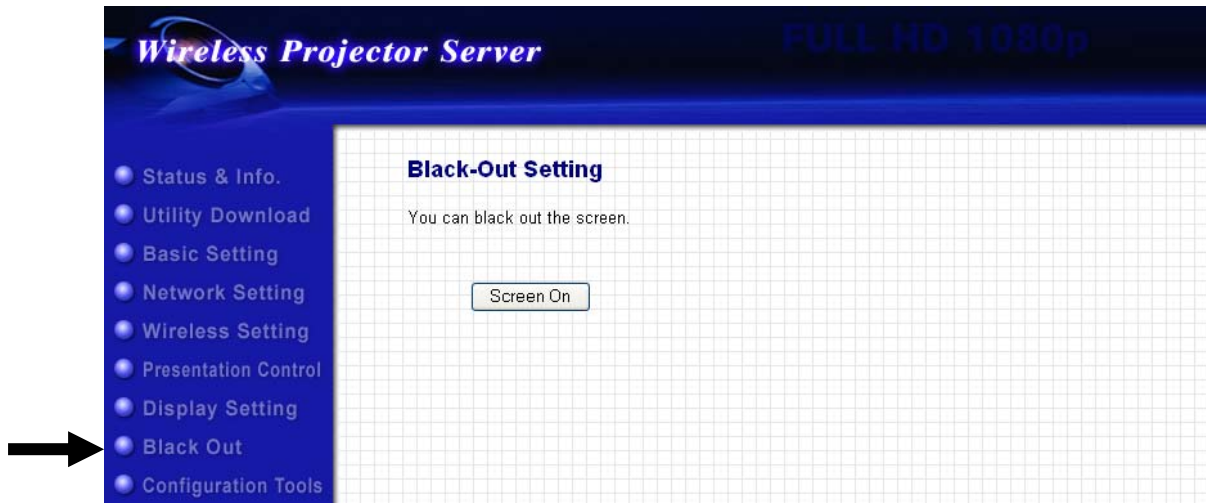 Wireless Projector Server
FULL HD 1080p
Status & Info.
Utility Download
Basic Setting
Network Setting
Wireless Setting
Presentation Control
Display Setting
Black Out
Configuration Tools
Black-Out Setting
You can black out the screen.
Screen On